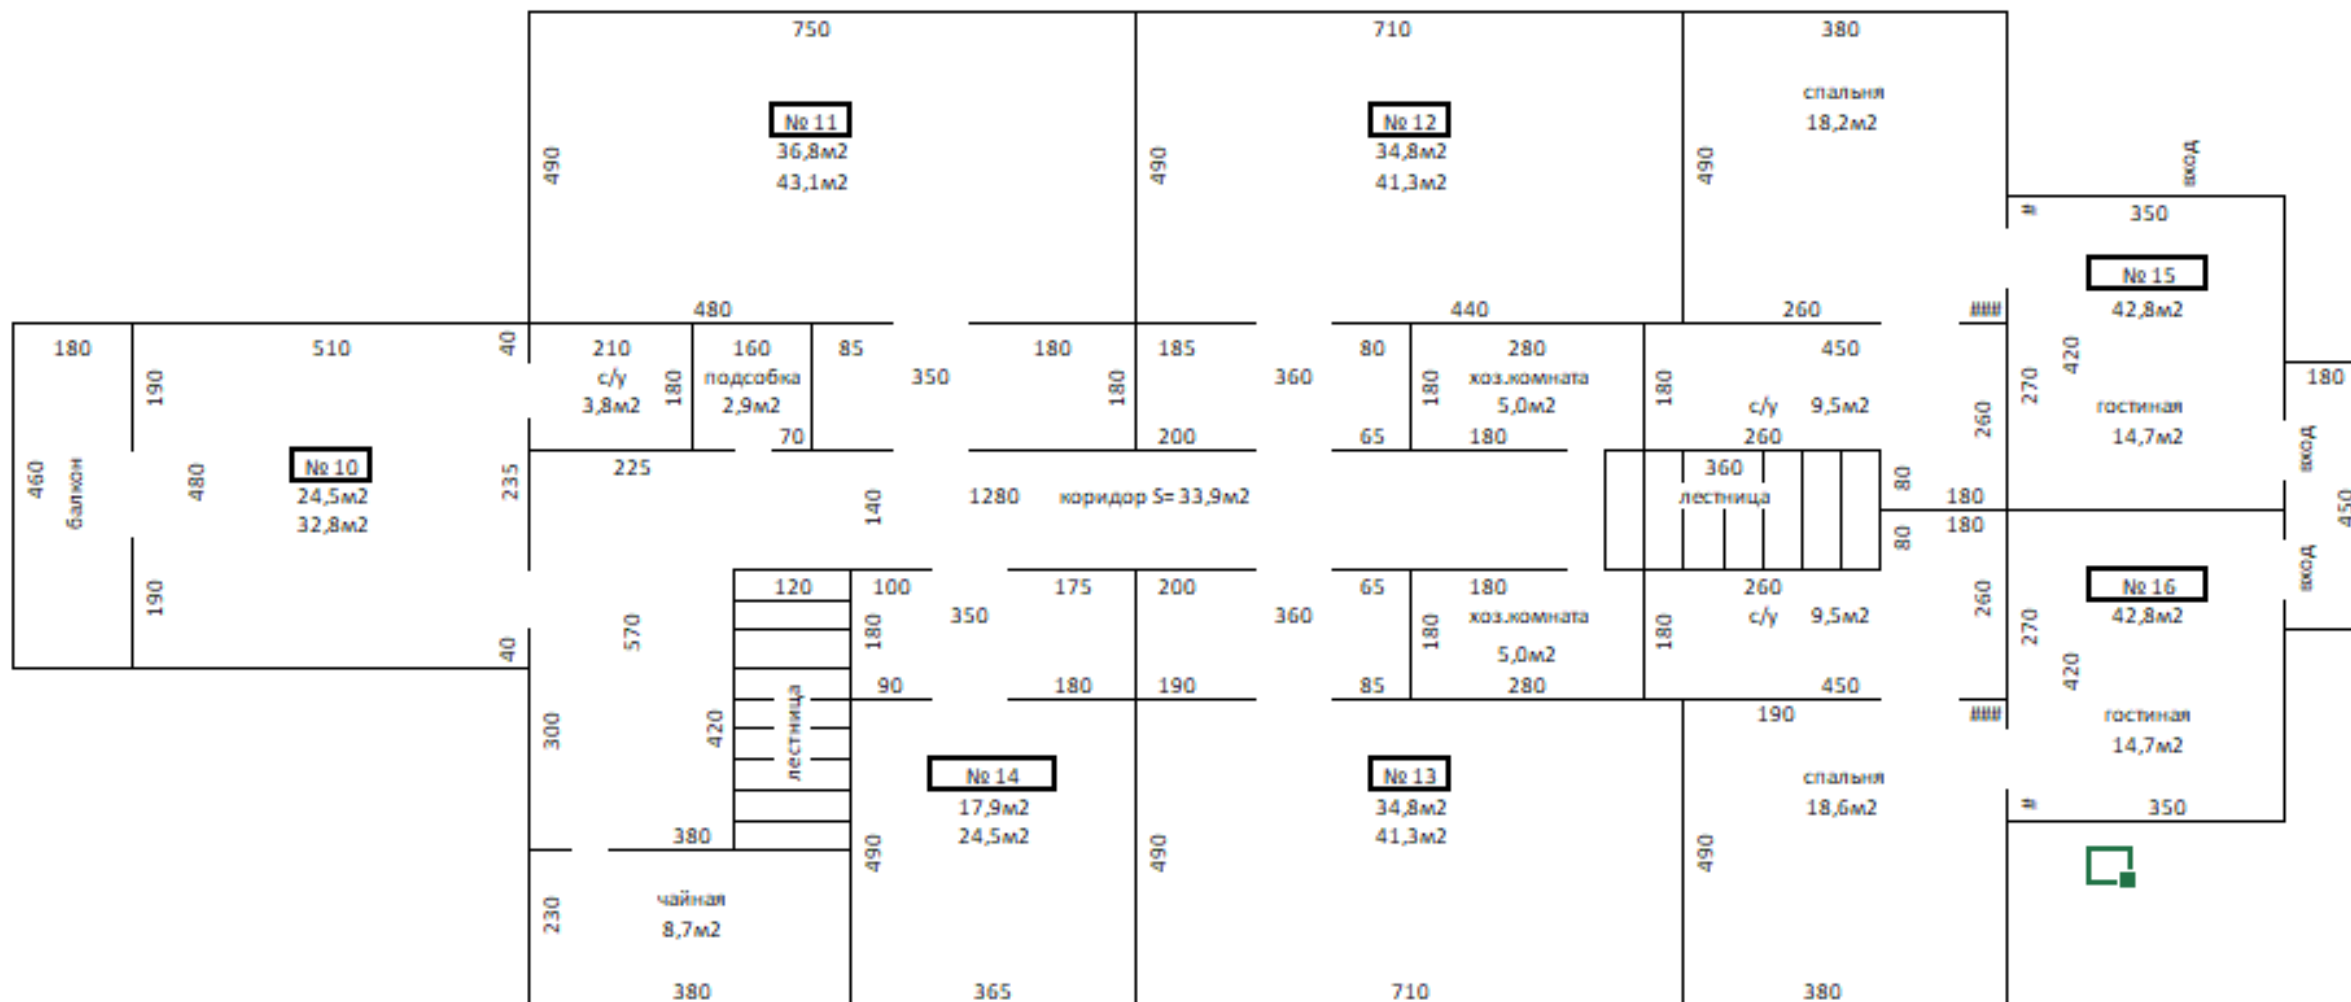 750
710
380
спальня
18,2м2
№ 11
36,8м2
43,1м2
№ 12
34,8м2
41,3м2
490
490
490
вход
#
350
№ 15
42,8м2
480
440
260
###
180
510
40
210
160
85
180
185
80
280
450
420
180
с/у
3,8м2
180
подсобка
2,9м2
350
180
360
180
хоз.комната
5,0м2
180
с/у
9,5м2
260
270
гостиная
14,7м2
190
70
200
65
180
260
вход
460
балкон
480
№ 10
24,5м2
32,8м2
235
225
140
1280
коридор S= 33,9м2
360
лестница
80
180
450
80
180
вход
190
40
570
120
100
175
200
65
180
260
180
350
360
180
хоз.комната
5,0м2
180
с/у
9,5м2
260
270
№ 16
42,8м2
90
180
190
85
280
450
420
300
420
лестница
190
###
гостиная
14,7м2
№ 14
17,9м2
24,5м2
№ 13
34,8м2
41,3м2
спальня
18,6м2
#
350
380
490
490
490
230
чайная
8,7м2
380
365
710
380